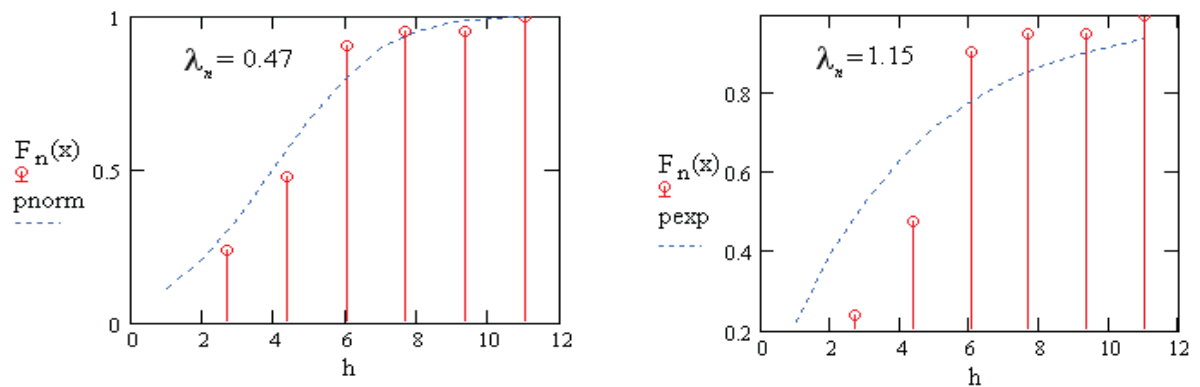 1
λn = 0.47
Fn(x)
0.5
pnorm
0
0 2 4 6 8 10 12
h
λn = 1.15
0.8
Fn(x)
0.6
pexp
0.4
0.2
0 2 4 6 8 10 12
h